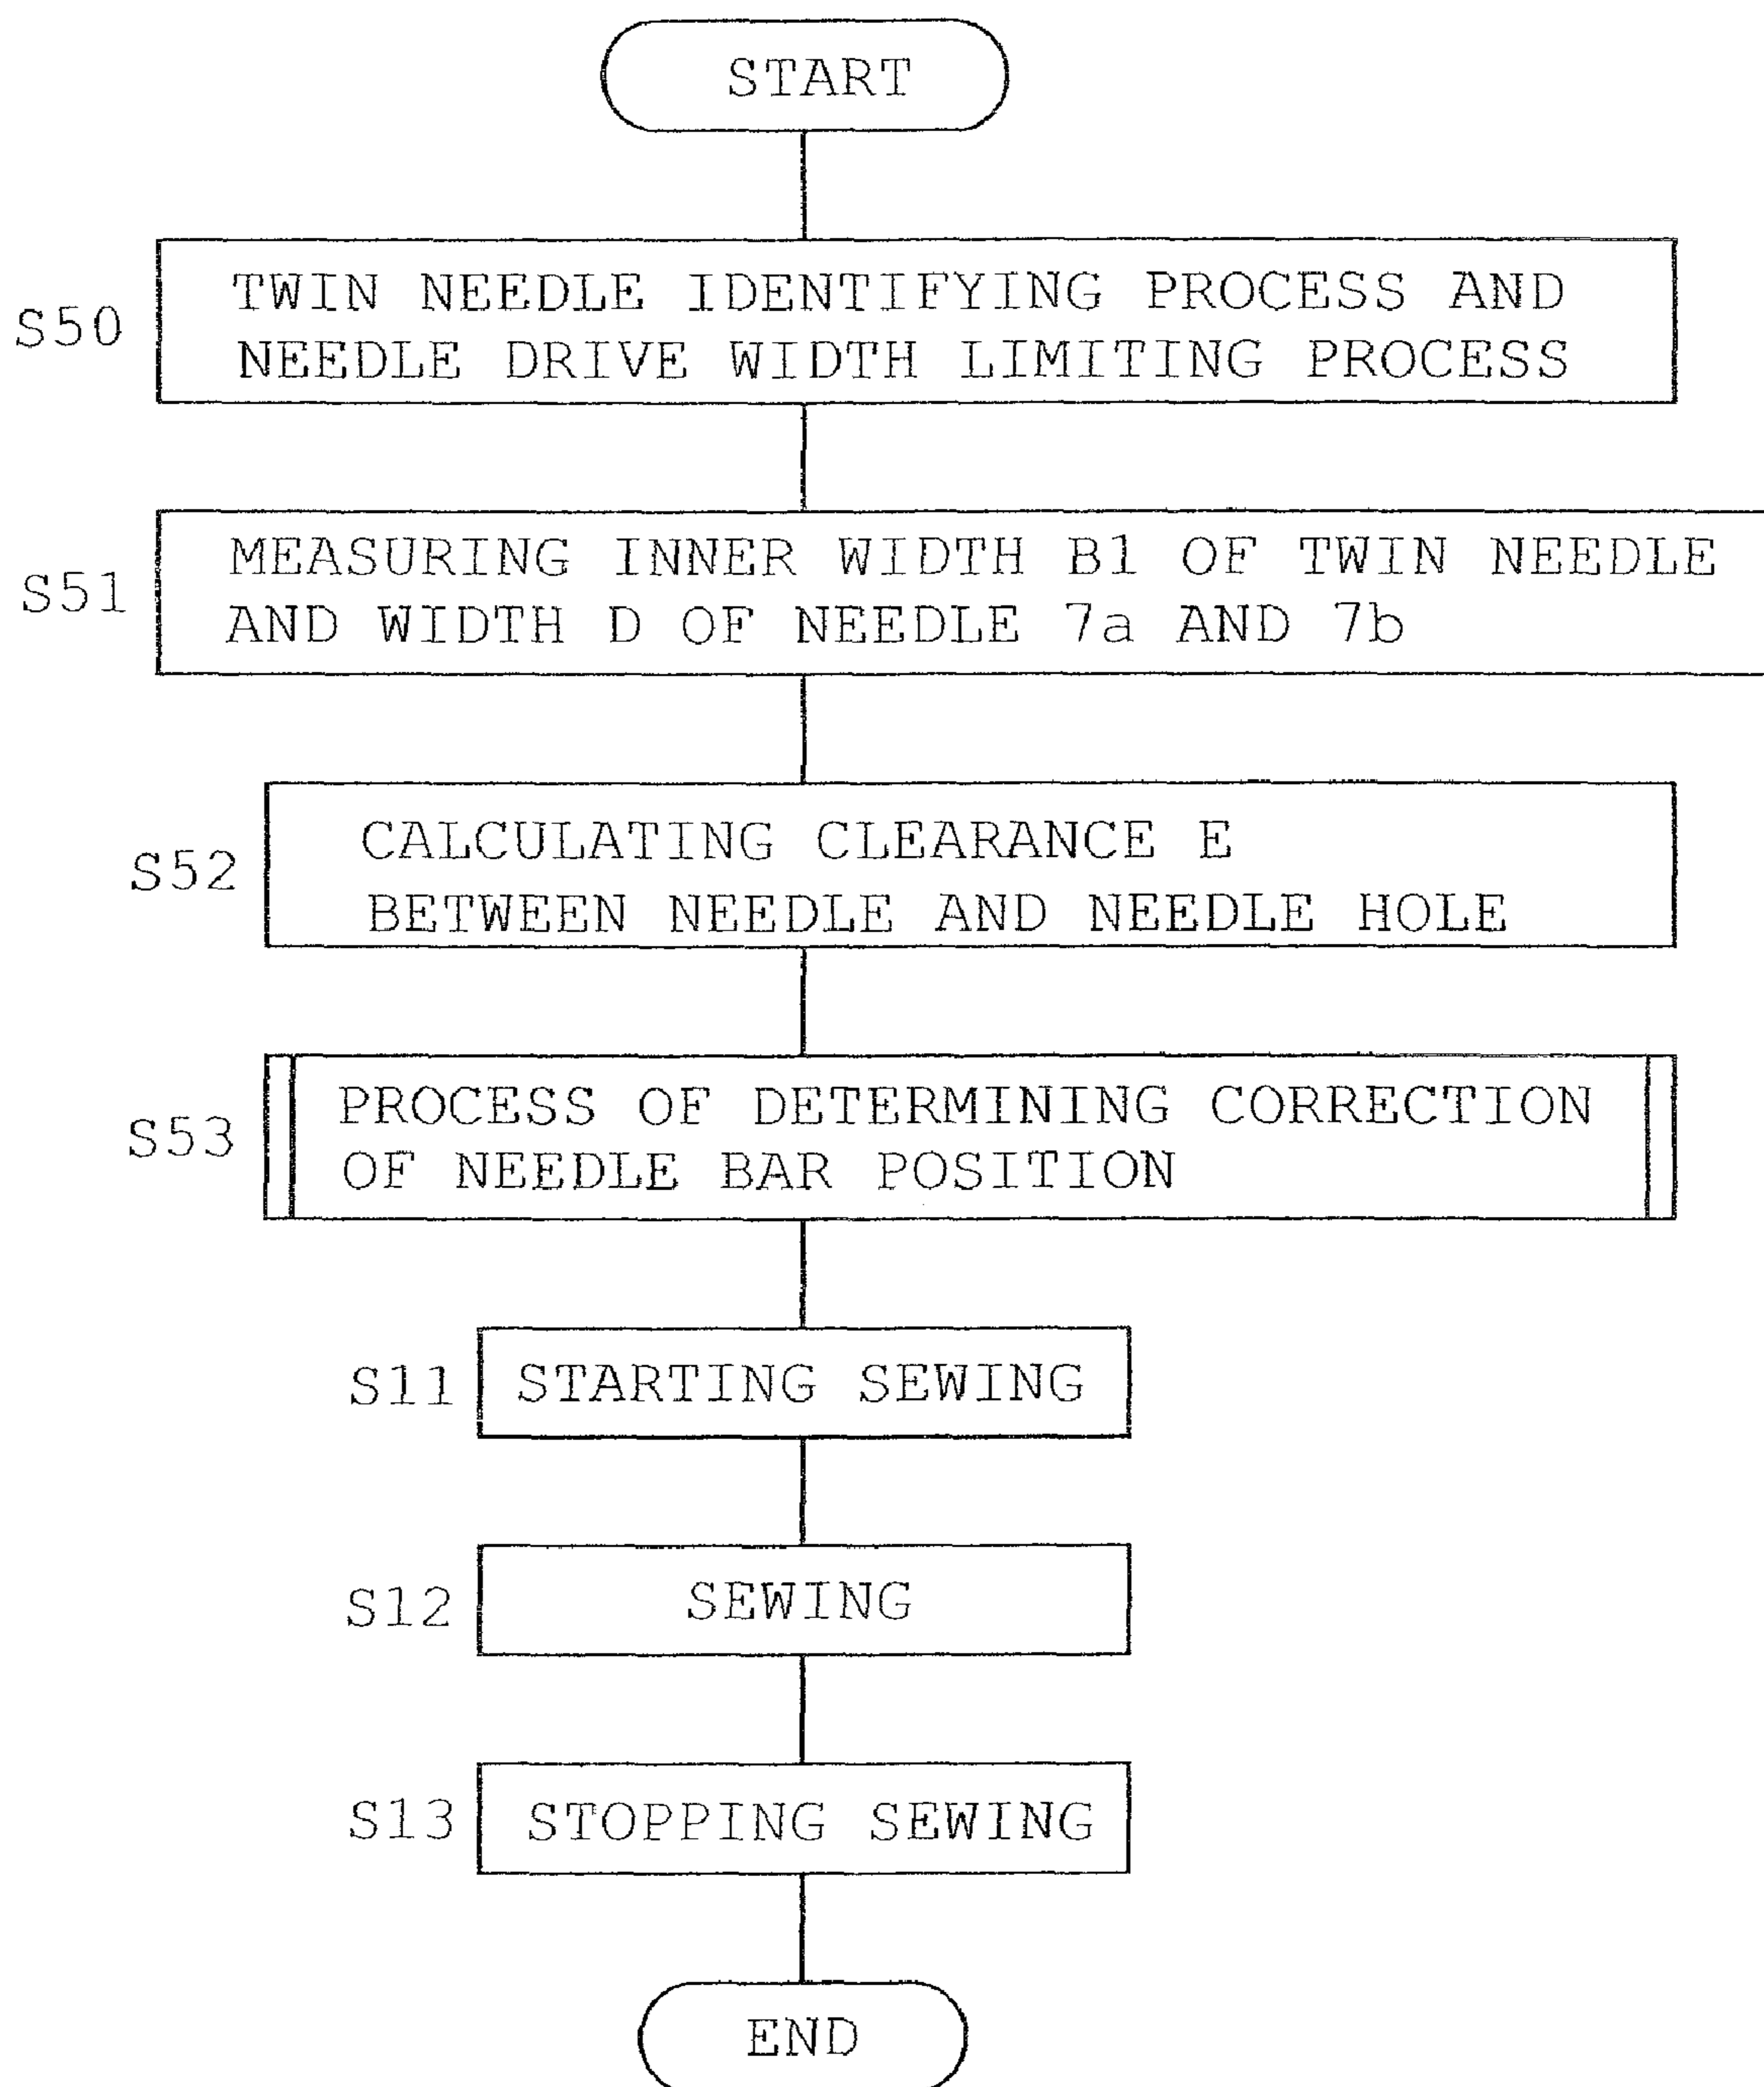 START
S50
TWIN NEEDLE IDENTIFYING PROCESS AND
NEEDLE DRIVE WIDTH LIMITING PROCESS
S51
MEASURING INNER WIDTH B1 OF TWIN NEEDLE
AND WIDTH D OF NEEDLE 7a AND 7b
S52
CALCULATING CLEARANCE E
BETWEEN NEEDLE AND NEEDLE HOLE
S53
PROCESS OF DETERMINING CORRECTION
OF NEEDLE BAR POSITION
S11
STARTING SEWING
S12
SEWING
S13
STOPPING SEWING
END